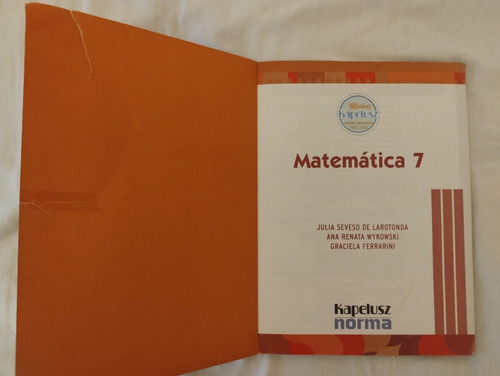 100 años
Kapelusz
Matemática 7
JULIA SEVESO DE LAROTONDA
ANA RENATA WYKOWSKI
GRACIELA FERRARINI
Kapelusz
norma